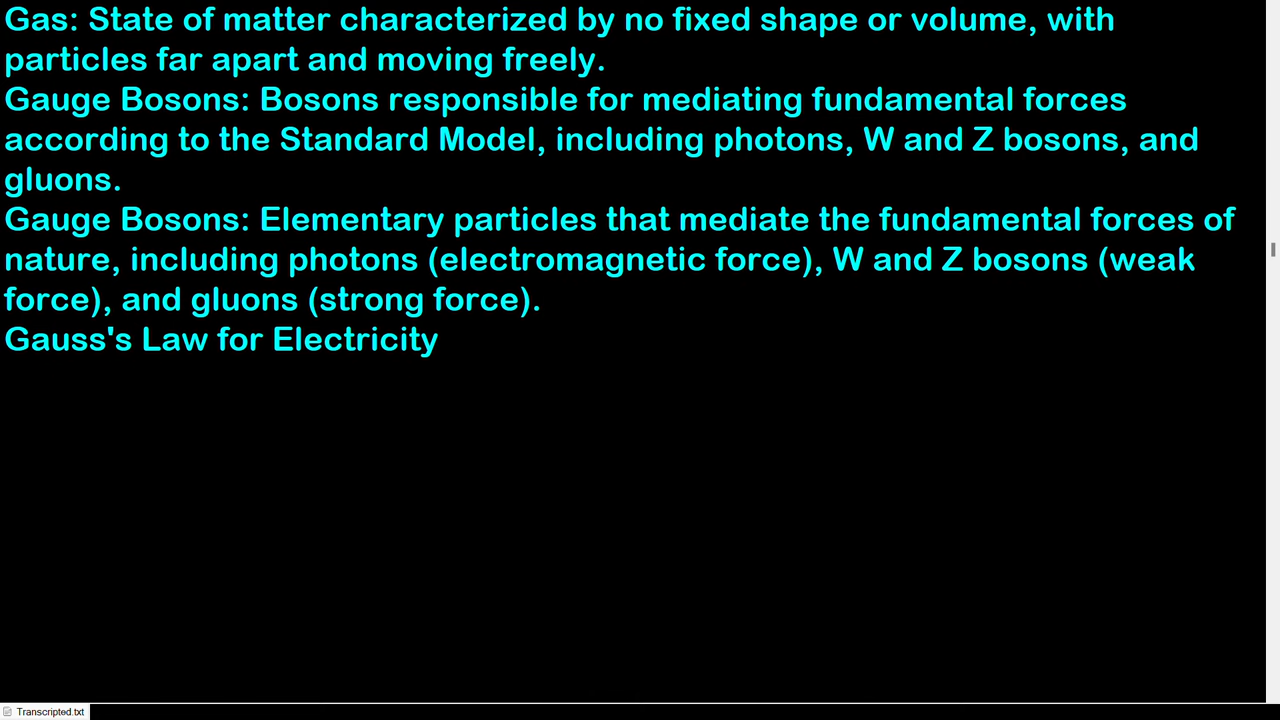 Gas: State of matter characterized by no fixed shape or volume, with
particles far apart and moving freely.
Gauge Bosons: Bosons responsible for mediating fundamental forces
according to the Standard Model, including photons, W and Z bosons, and
gluons.
Gauge Bosons: Elementary particles that mediate the fundamental forces of
nature, including photons (electromagnetic force), W and Z bosons (weak
force), and gluons (strong force).
Gauss's Law for Electricity
Transcripted.txt